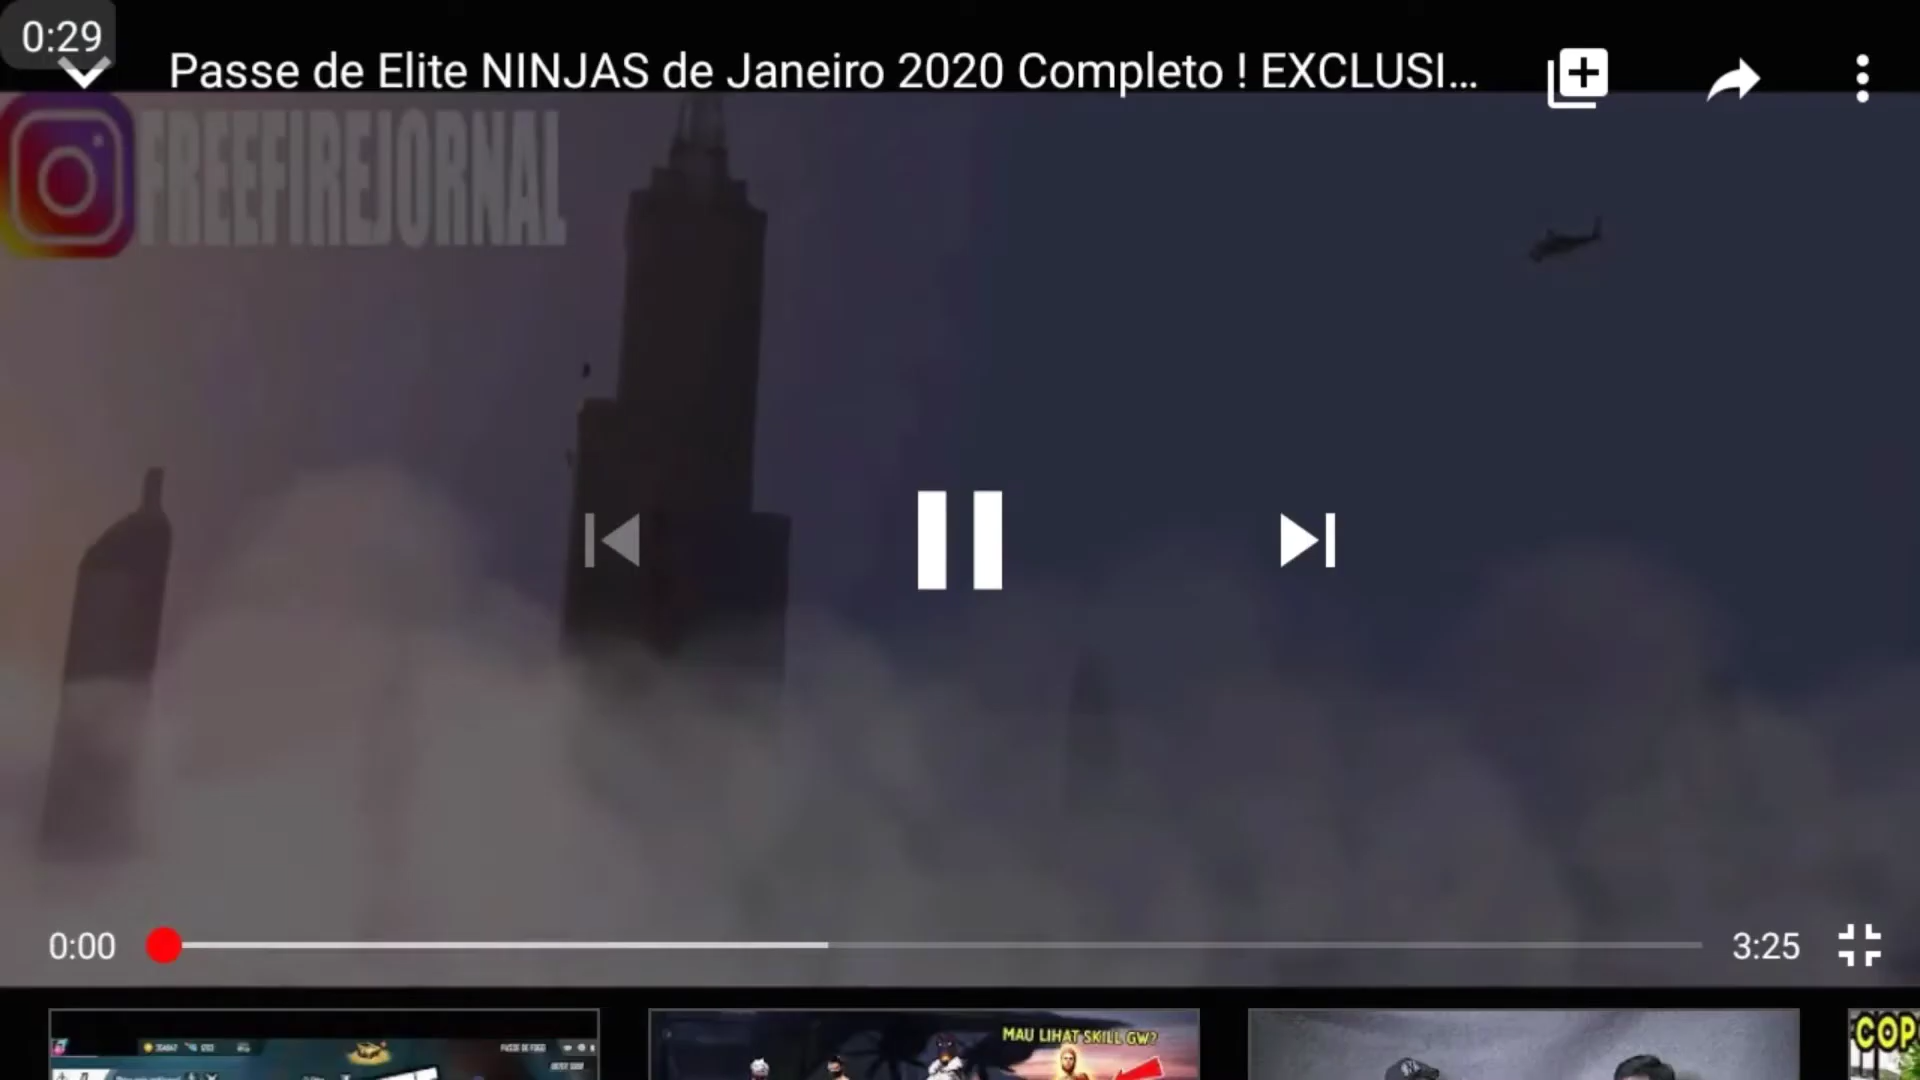 0:29
Passe de Elite NINJAS de Janeiro 2020 Completo ! EXCLUSI...
FREEFIREJORNAL
0:00
3:25
MAU LIHAT SKILL GW?
COP